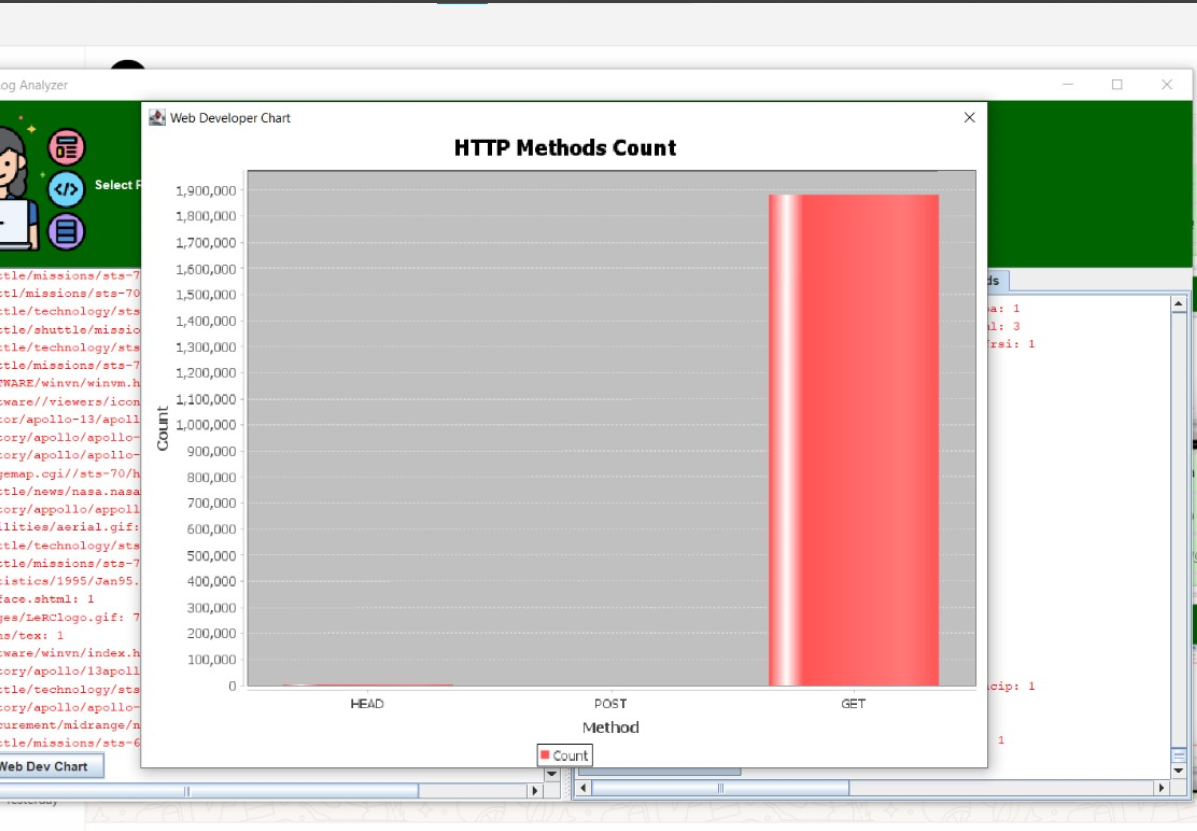 og Analyzer
Web Developer Chart
HTTP Methods Count
Select
1,900,000
1,800,000
1,700,000
1,600,000
1,500,000
1,400,000
1,300,000
1,200,000
1,100,000
1,000,000
900,000
800,000
700,000
600,000
500,000
400,000
300,000
200,000
100,000
0
Count
HEAD
POST
GET
Method
Count
ttle/missions/sts-7
ctl/missions/sts-70
ttle/technology/sts
ttle/shuttle/missio
ttle/technology/sts
ttle/missions/sts-7
TWARE/winvn/winvm.h
tware//viewers/icon
tor/apollo-13/apoll
tory/apollo/apollo-
tory/apollo/apollo-
gemap.cgi//sts-70/h
ttle/news/nasa.nasa
tory/appollo/appoll
ilities/aerial.gif:
ttle/technology/sts
ttle/missions/sts-7
tistics/1995/Jan95.
face.shtml: 1
ges/LeRClogo.gif: 7
ns/tex: 1
tware/winvn/index.h
tory/apollo/13apoll
ttle/technology/sts
tory/apollo/apollo-
curement/midrange/n
ttle/missions/sts-6
Web Dev Chart
ds
pa: 1
ml: 3
frsi: 1
cip: 1
1
Yesterday